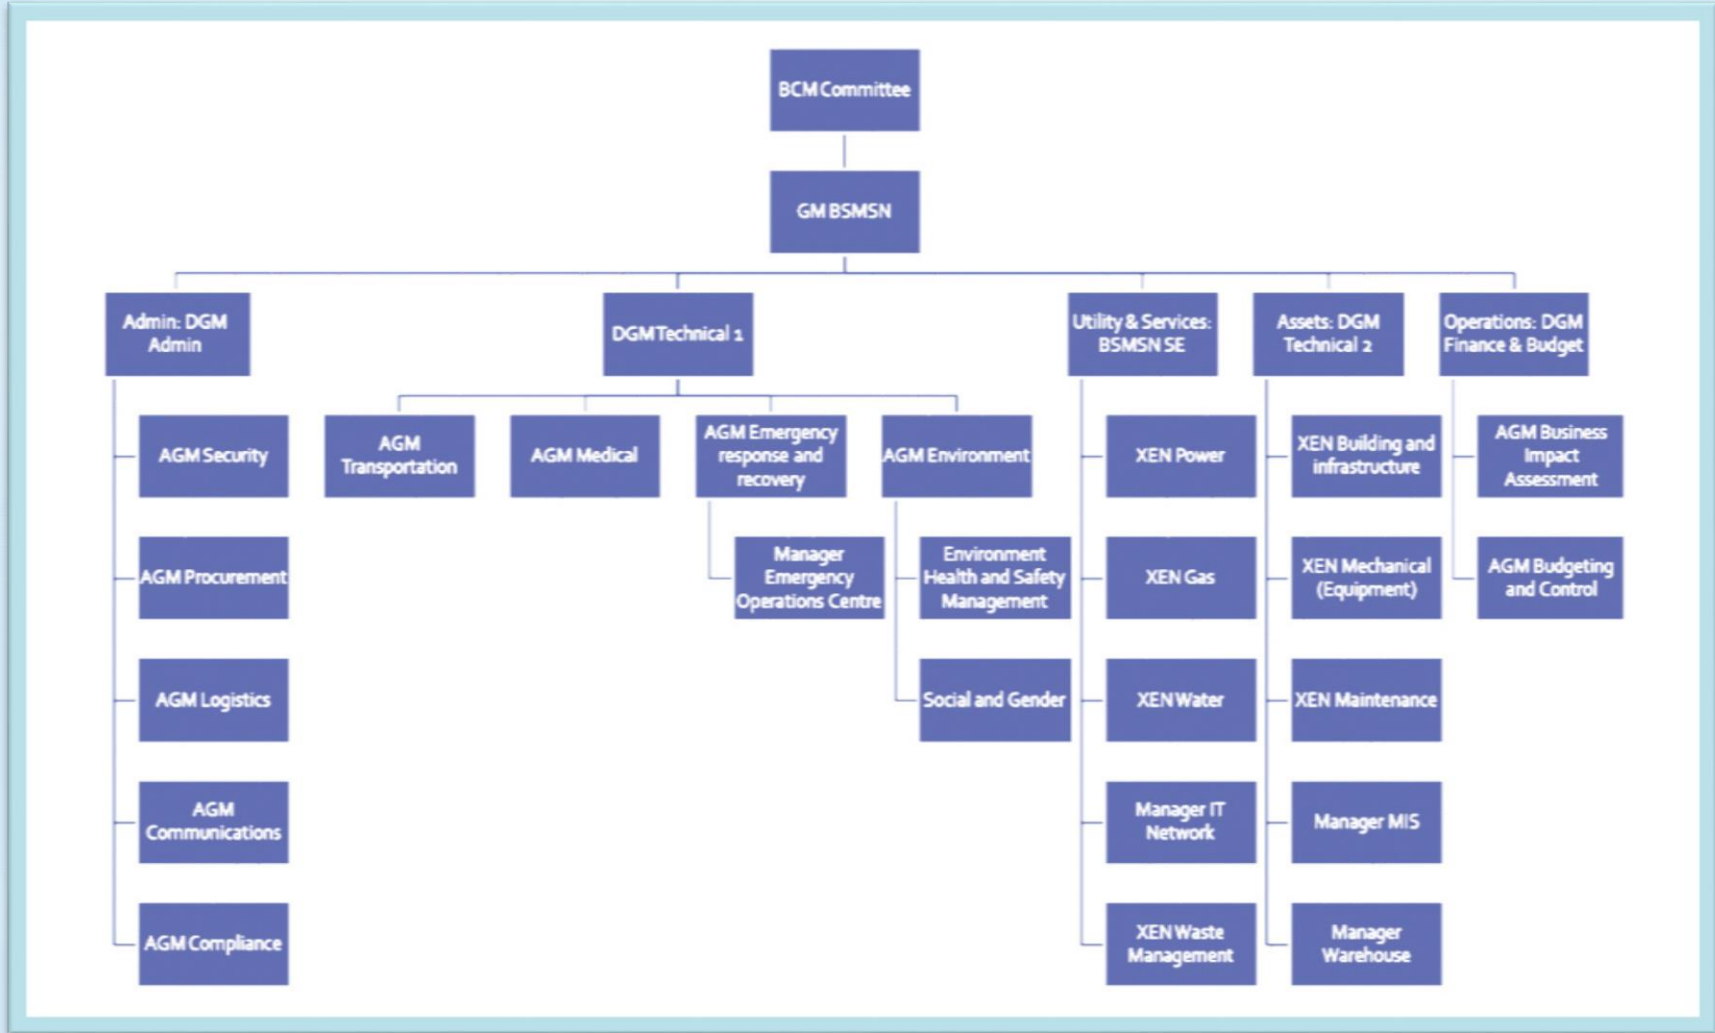 BCM Committee
GM BSMSN
Admin: DGM
Admin
DGM Technical 1
Utility & Services:
BSMSN SE
Assets: DGM
Technical 2
Operations: DGM
Finance & Budget
AGM Security
AGM Procurement
AGM Logistics
AGM
Communications
AGM Compliance
AGM
Transportation
AGM Medical
AGM Emergency
response and
recovery
Manager
Emergency
Operations Centre
AGM Environment
Environment
Health and Safety
Management
Social and Gender
XEN Power
XEN Gas
XEN Water
Manager IT
Network
XEN Waste
Management
XEN Building and
infrastructure
XEN Mechanical
(Equipment)
XEN Maintenance
Manager MIS
Manager
Warehouse
AGM Business
Impact
Assessment
AGM Budgeting
and Control